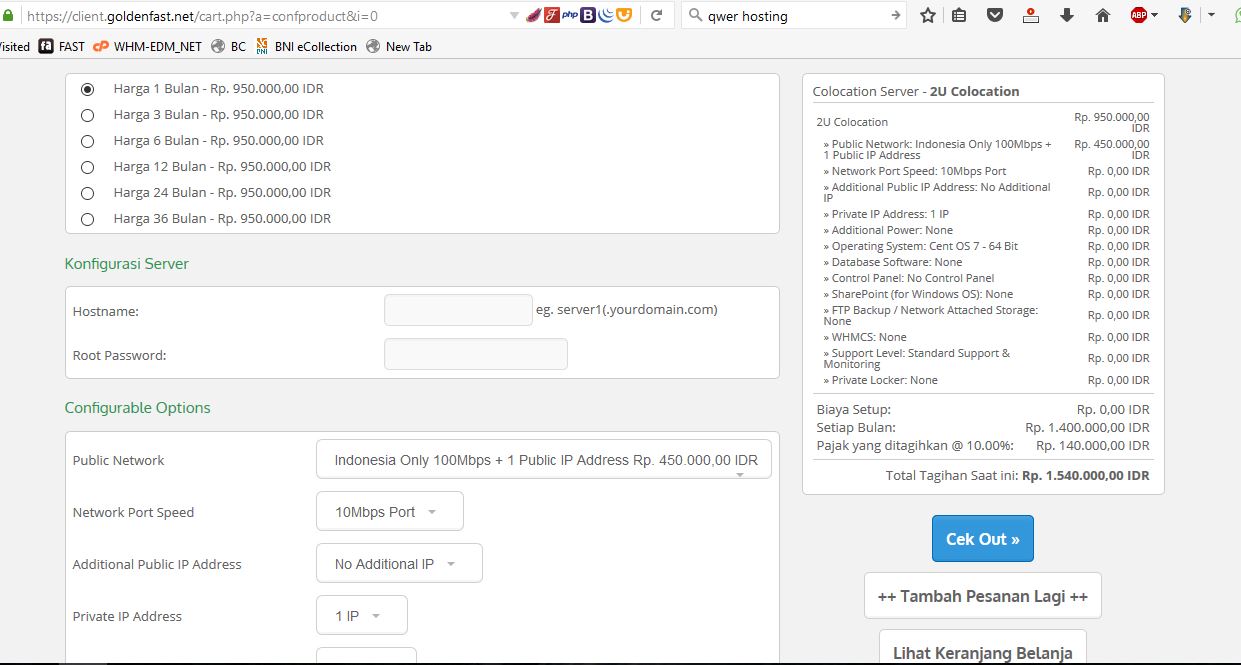 https://client.goldenfast.net/cart.php?a=confproduct&i=0
php
B
qwer hosting
ABP
isited
fa FAST
cP WHM-EDM_NET
BC
BNI eCollection
New Tab
Harga 1 Bulan - Rp. 950.000,00 IDR
Harga 3 Bulan - Rp. 950.000,00 IDR
Harga 6 Bulan - Rp. 950.000,00 IDR
Harga 12 Bulan - Rp. 950.000,00 IDR
Harga 24 Bulan - Rp. 950.000,00 IDR
Harga 36 Bulan - Rp. 950.000,00 IDR
Konfigurasi Server
Hostname: eg. server1(.yourdomain.com)
Root Password:
Configurable Options
Public Network Indonesia Only 100Mbps + 1 Public IP Address Rp. 450.000,00 IDR
Network Port Speed 10Mbps Port
Additional Public IP Address No Additional IP
Private IP Address 1 IP
Colocation Server - 2U Colocation
2U Colocation Rp. 950.000,00
IDR
» Public Network: Indonesia Only 100Mbps + Rp. 450.000,00
1 Public IP Address IDR
» Network Port Speed: 10Mbps Port Rp. 0,00 IDR
» Additional Public IP Address: No Additional Rp. 0,00 IDR
IP
» Private IP Address: 1 IP Rp. 0,00 IDR
» Additional Power: None Rp. 0,00 IDR
» Operating System: Cent OS 7 - 64 Bit Rp. 0,00 IDR
» Database Software: None Rp. 0,00 IDR
» Control Panel: No Control Panel Rp. 0,00 IDR
» SharePoint (for Windows OS): None Rp. 0,00 IDR
» FTP Backup / Network Attached Storage: Rp. 0,00 IDR
None
» WHMCS: None Rp. 0,00 IDR
» Support Level: Standard Support & Rp. 0,00 IDR
Monitoring
» Private Locker: None Rp. 0,00 IDR
Biaya Setup: Rp. 0,00 IDR
Setiap Bulan: Rp. 1.400.000,00 IDR
Pajak yang ditagihkan @ 10.00%: Rp. 140.000,00 IDR
Total Tagihan Saat ini: Rp. 1.540.000,00 IDR
Cek Out »
++ Tambah Pesanan Lagi ++
Lihat Keranjang Belanja